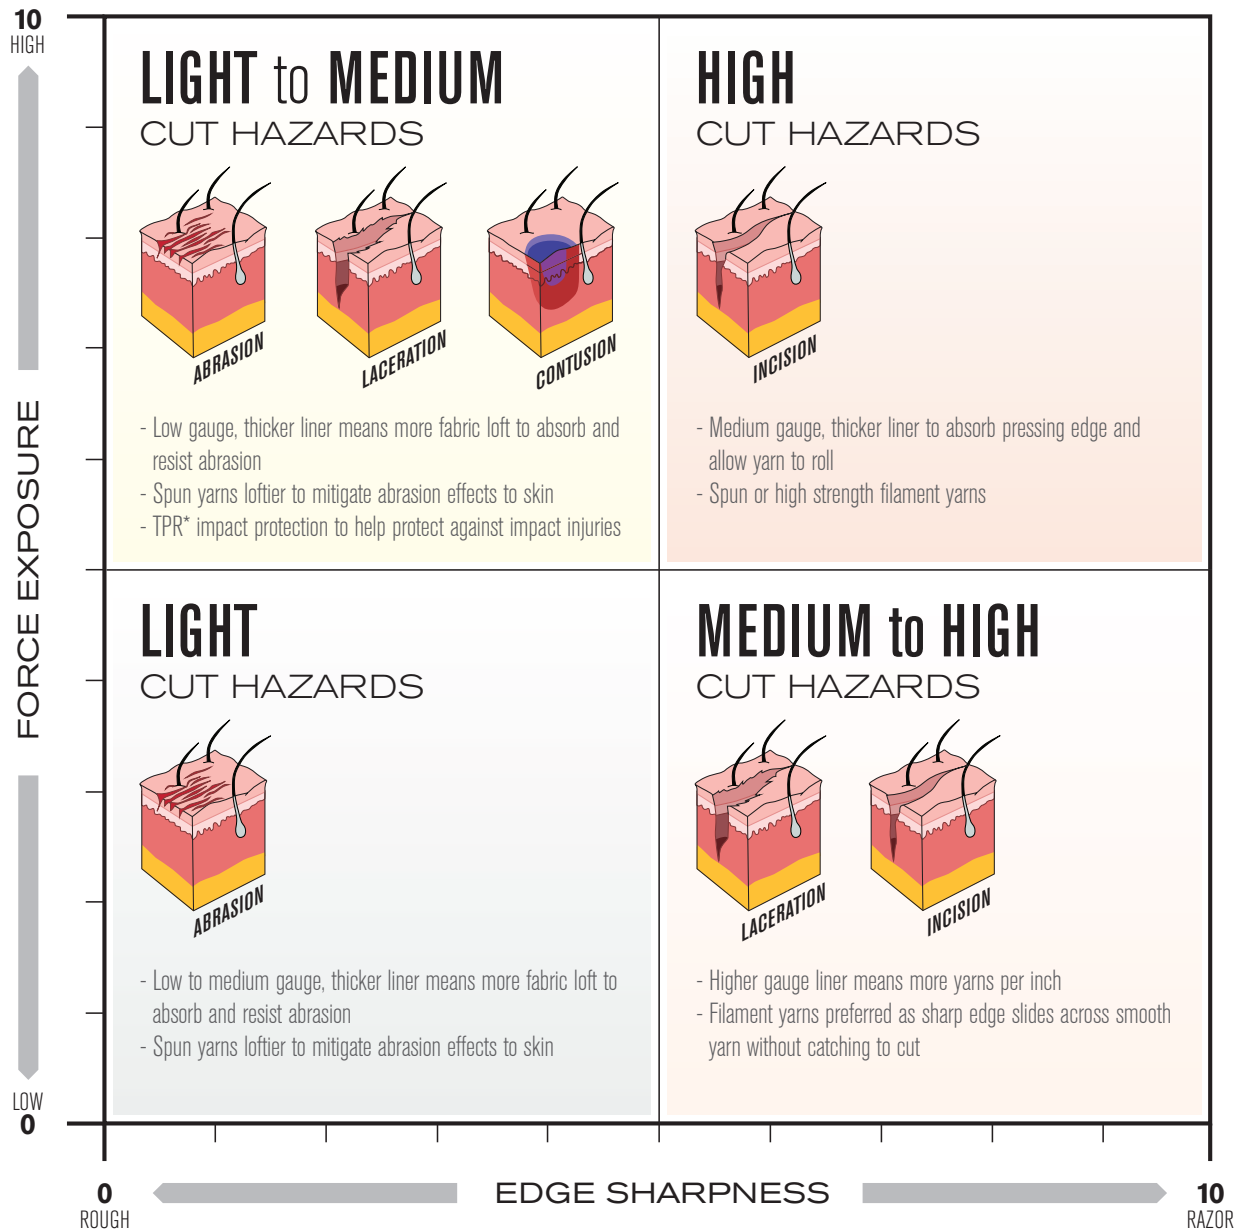 10
HIGH
FORCE EXPOSURE
LOW
0
LIGHT to MEDIUM
CUT HAZARDS
ABRASION
LACERATION
CONTUSION
- Low gauge, thicker liner means more fabric loft to absorb and
resist abrasion
- Spun yarns loftier to mitigate abrasion effects to skin
- TPR* impact protection to help protect against impact injuries
HIGH
CUT HAZARDS
INCISION
- Medium gauge, thicker liner to absorb pressing edge and
allow yarn to roll
- Spun or high strength filament yarns
LIGHT
CUT HAZARDS
ABRASION
- Low to medium gauge, thicker liner means more fabric loft to
absorb and resist abrasion
- Spun yarns loftier to mitigate abrasion effects to skin
MEDIUM to HIGH
CUT HAZARDS
LACERATION
INCISION
- Higher gauge liner means more yarns per inch
- Filament yarns preferred as sharp edge slides across smooth
yarn without catching to cut
0
ROUGH
EDGE SHARPNESS
10
RAZOR